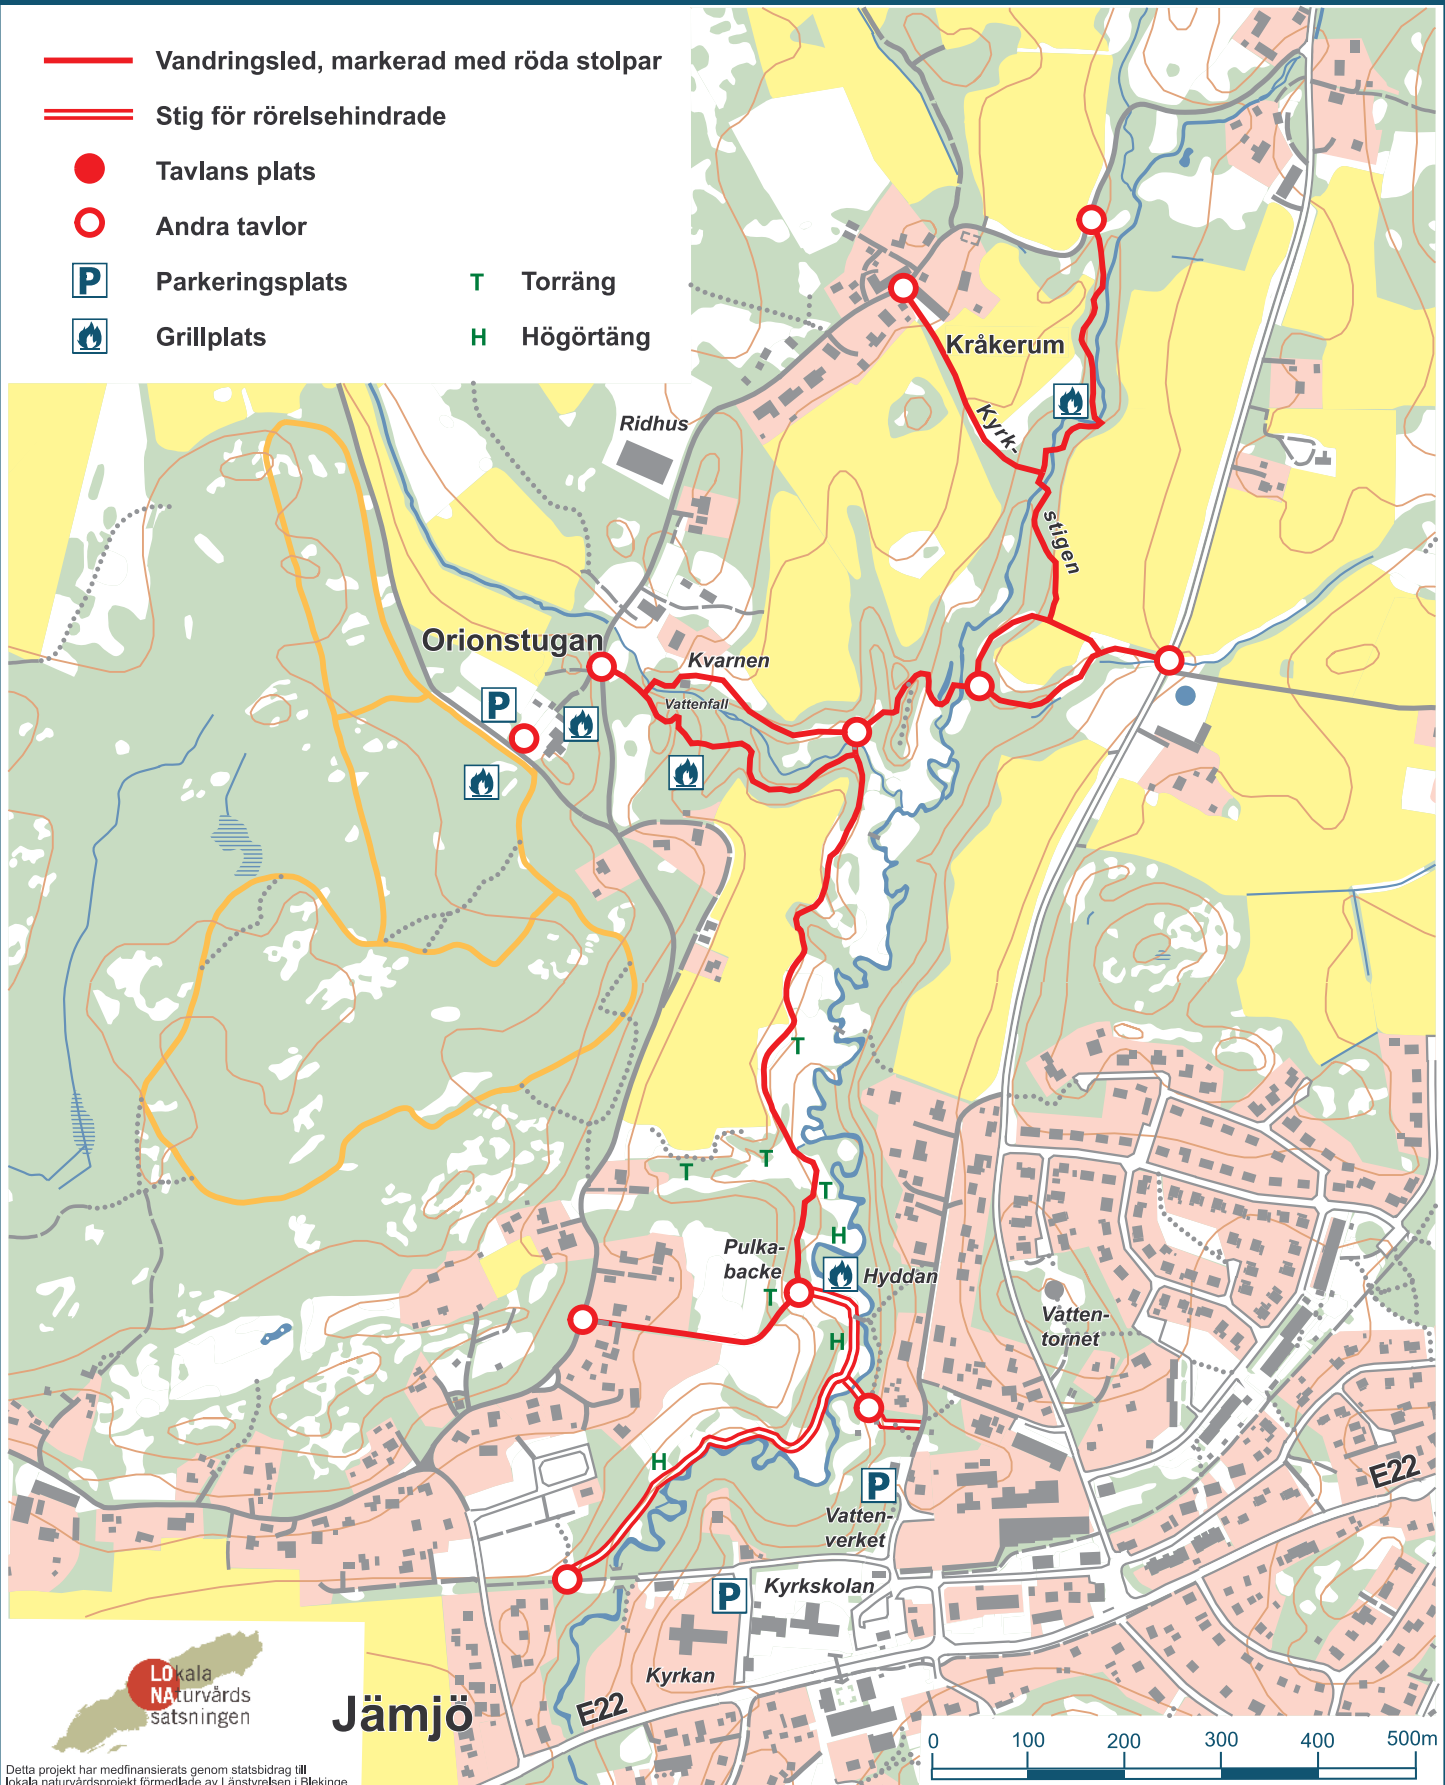 Vandringsled, markerad med röda stolpar
Stig för rörelsehindrade
Tavlans plats
Andra tavlor
P Parkeringsplats
T Torräng
Grillplats
H Högörtäng
Kråkerum
Ridhus
Kyrk-
stigen
Orionstugan
Kvarnen
P
Vattenfall
T
T
T
T
H
Pulka-
backe
Hyddan
T
Vatten-
tornet
H
H
E22
P
Vatten-
verket
P
Kyrkskolan
Kyrkan
E22
LOkala
NAturvårds
satsningen
Jämjö
0 100 200 300 400 500m
Detta projekt har medfinansierats genom statsbidrag till
lokala naturvårdsprojekt förmedlade av Länstyrelsen i Blekinge